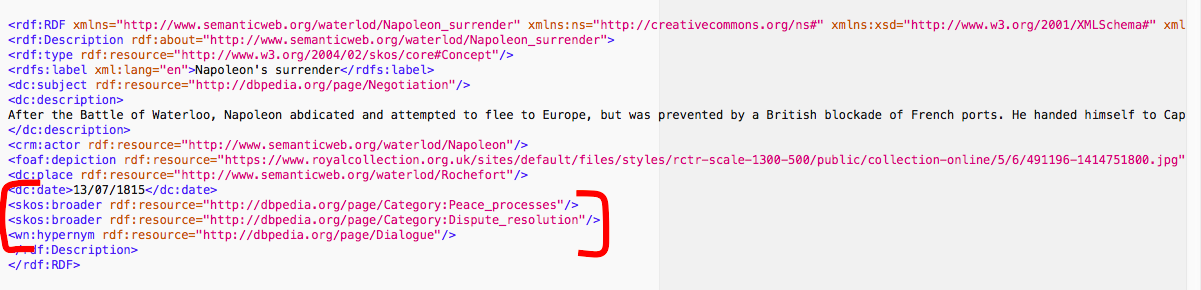 <rdf:RDF xmlns="http://www.semanticweb.org/waterlod/Napoleon_surrender" xmlns:ns="http://creativecommons.org/ns#" xmlns:xsd="http://www.w3.org/2001/XMLSchema#" xml
<rdf:Description rdf:about="http://www.semanticweb.org/waterlod/Napoleon_surrender">
<rdf:type rdf:resource="http://www.w3.org/2004/02/skos/core#Concept"/>
<rdfs:label xml:lang="en">Napoleon's surrender</rdfs:label>
<dc:subject rdf:resource="http://dbpedia.org/page/Negotiation"/>
<dc:description>
After the Battle of Waterloo, Napoleon abdicated and attempted to flee to Europe, but was prevented by a British blockade of French ports. He handed himself to Cap
</dc:description>
<crm:actor rdf:resource="http://www.semanticweb.org/waterlod/Napoleon"/>
<foaf:depiction rdf:resource="https://www.royalcollection.org.uk/sites/default/files/styles/rctr-scale-1300-500/public/collection-online/5/6/491196-1414751800.jpg"
<dc:place rdf:resource="http://www.semanticweb.org/waterlod/Rochefort"/>
<dc:date>13/07/1815</dc:date>
<skos:broader rdf:resource="http://dbpedia.org/page/Category:Peace_processes"/>
<skos:broader rdf:resource="http://dbpedia.org/page/Category:Dispute_resolution"/>
<wn:hypernym rdf:resource="http://dbpedia.org/page/Dialogue"/>
</rdf:Description>
</rdf:RDF>